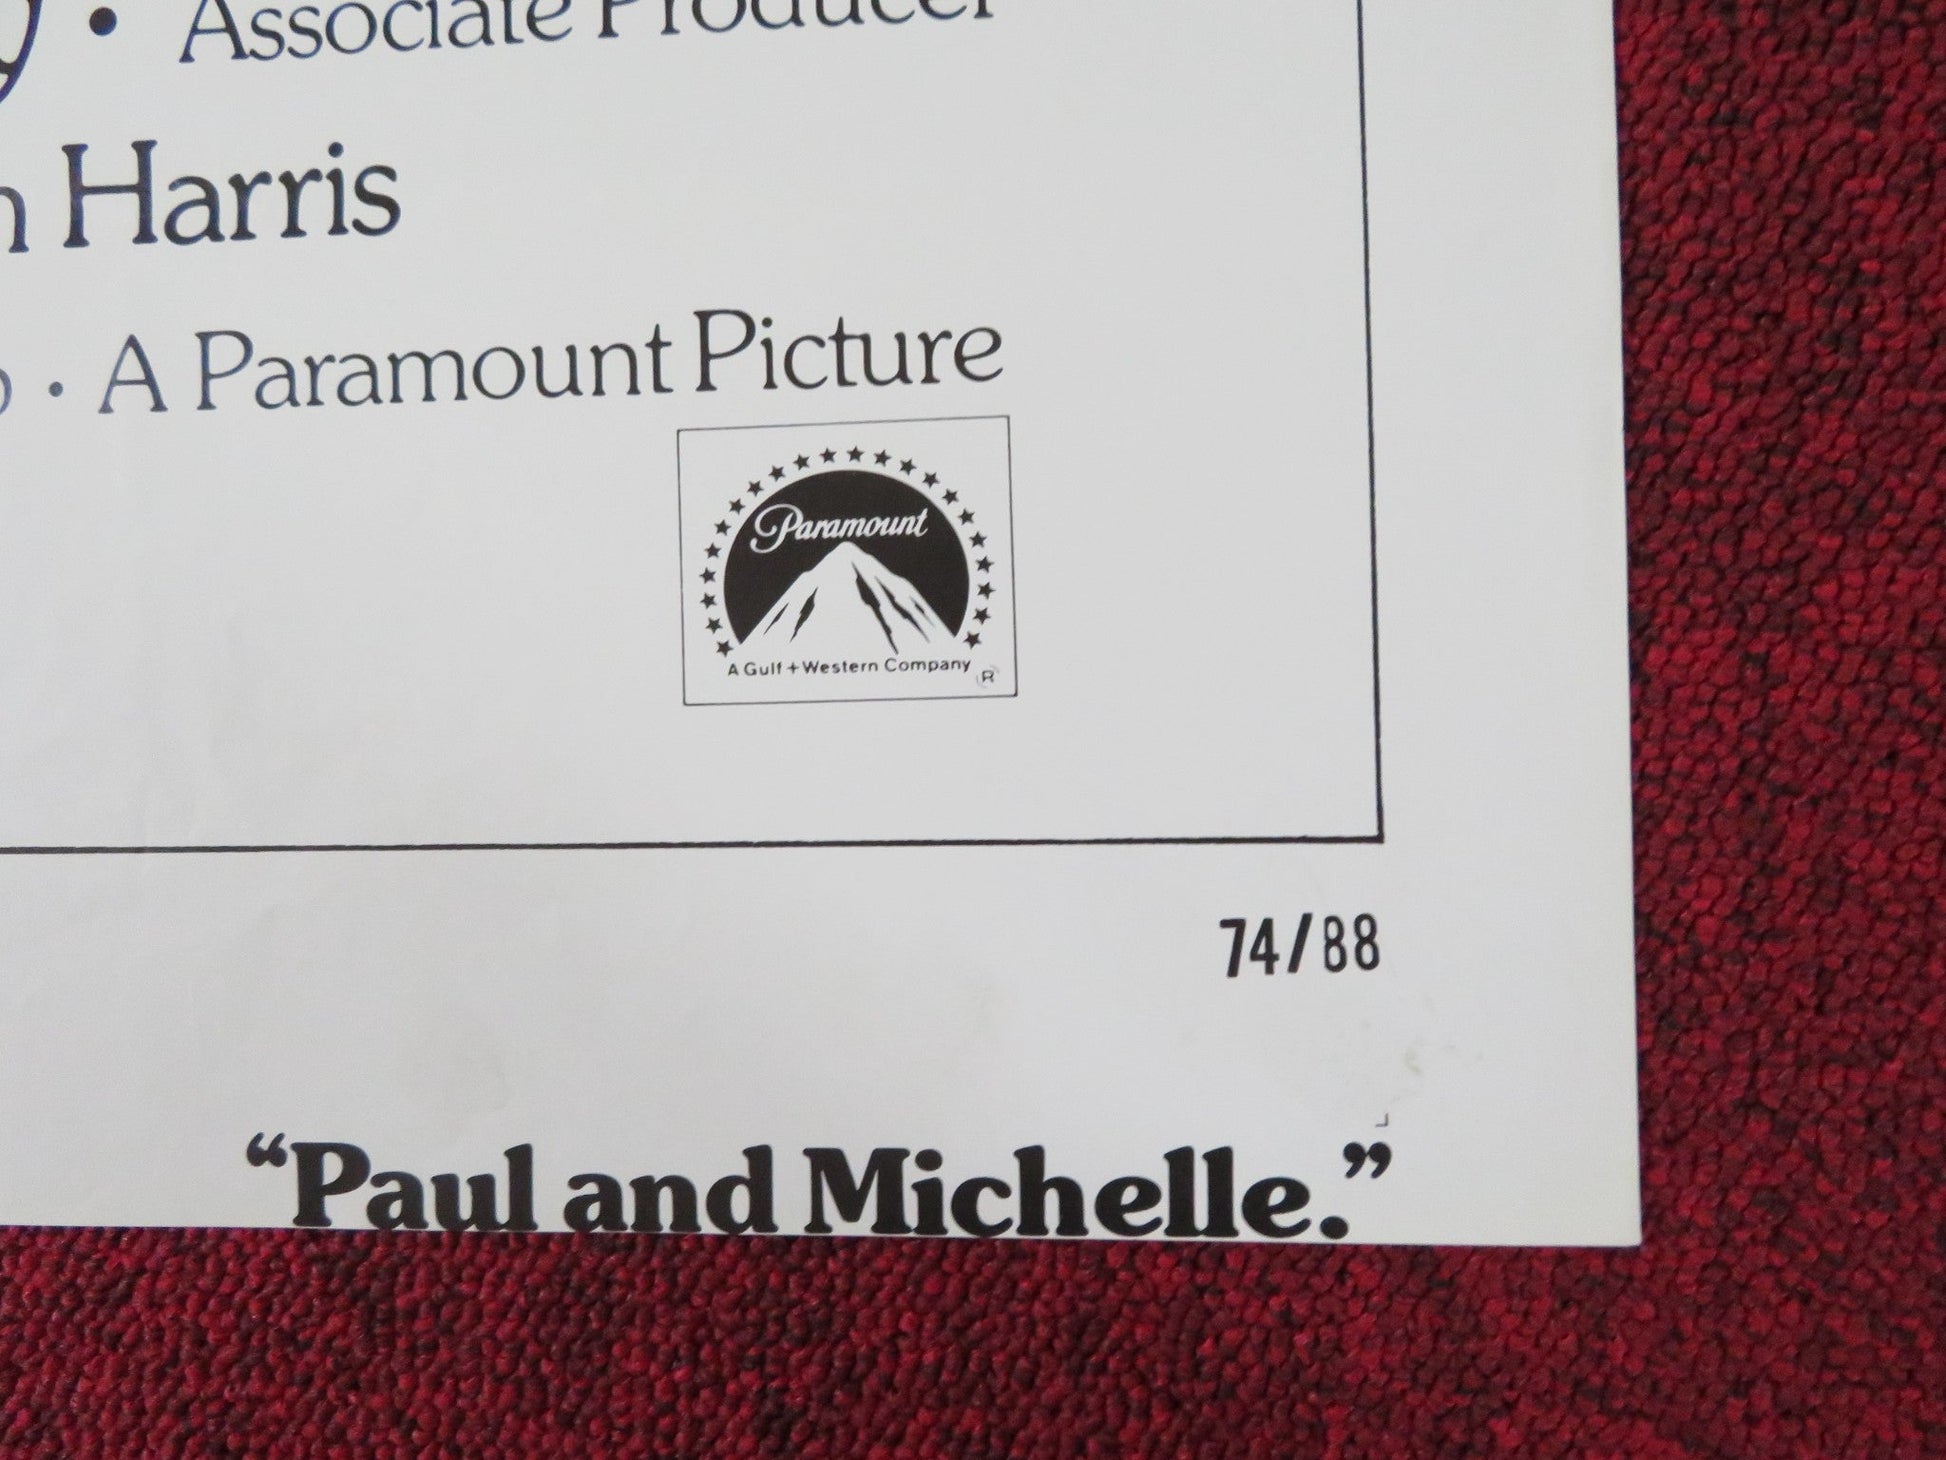 • Associate Producer
Harris
• A Paramount Picture
Paramount
A Gulf + Western Company ®
74/88
“Paul and Michelle.”